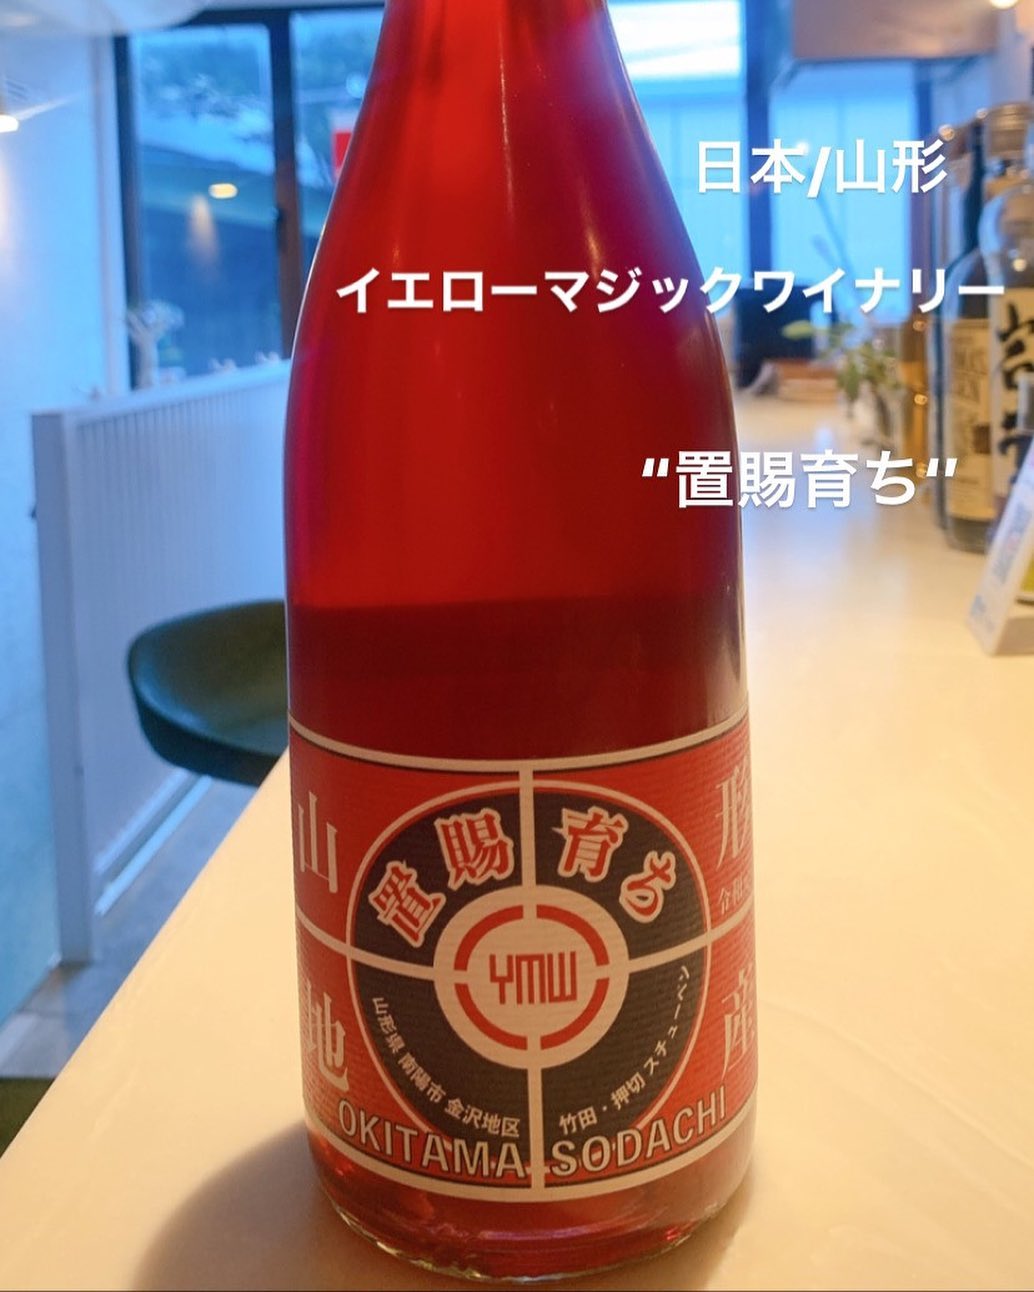 日本/山形
イエローマジックワイナリー
"置賜育ち"
山形
置賜育ち
YMW
地産
山形県 南陽市 金沢地区
竹田・押切 スチューベン
OKITAMA SODACHI